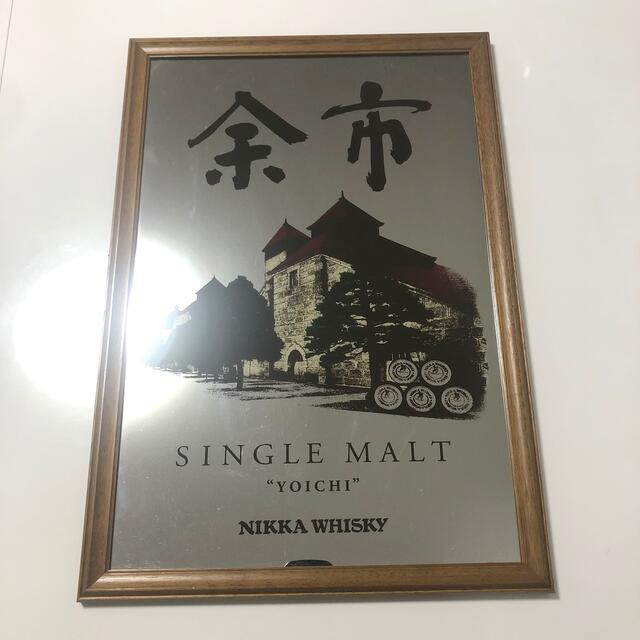 余市
SINGLE MALT
“YOICHI”
NIKKA WHISKY